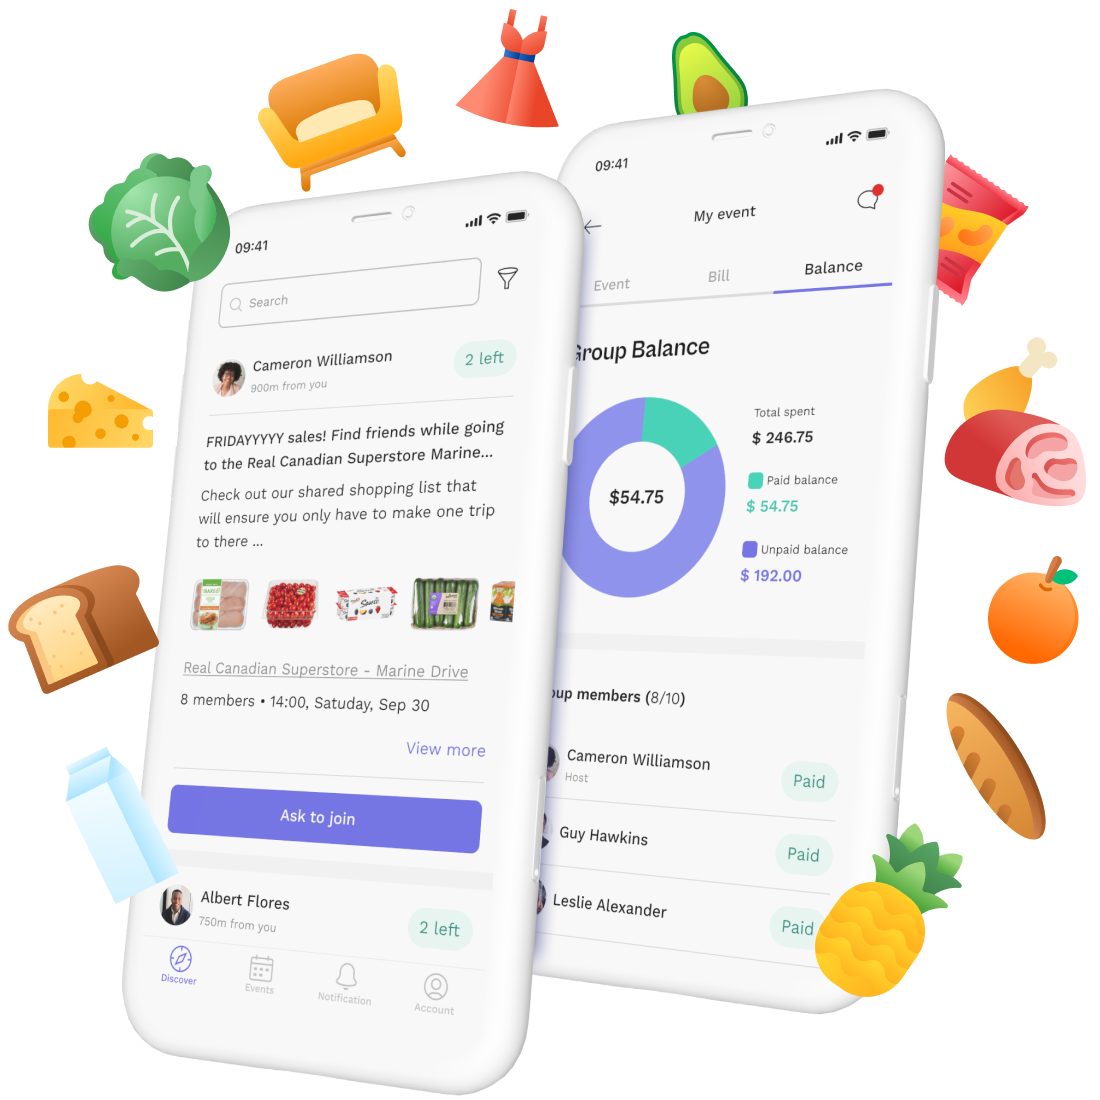 09:41
Search
Cameron Williamson
900m from you
2 left
FRIDAYYYYY sales! Find friends while going
to the Real Canadian Superstore Marine...
Check out our shared shopping list that
will ensure you only have to make one trip
to there ...
Real Canadian Superstore - Marine Drive
8 members • 14:00, Satuday, Sep 30
View more
Ask to join
Albert Flores
750m from you
2 left
Discover
Events
Notification
Account
09:41
My event
Event
Bill
Balance
Group Balance
$54.75
Total spent
$ 246.75
Paid balance
$ 54.75
Unpaid balance
$ 192.00
oup members (8/10)
Cameron Williamson
Host
Paid
Guy Hawkins
Paid
Leslie Alexander
Paid